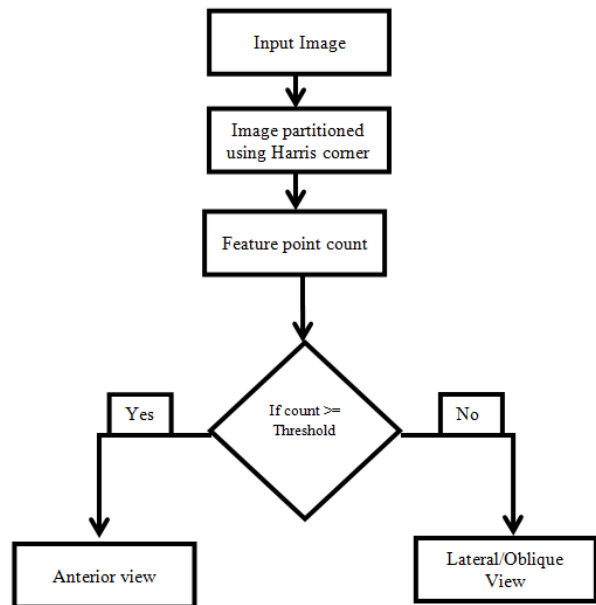 Input Image
Image partitioned
using Harris corner
Feature point count
If count >=
Threshold
Yes
No
Anterior view
Lateral/Oblique
View